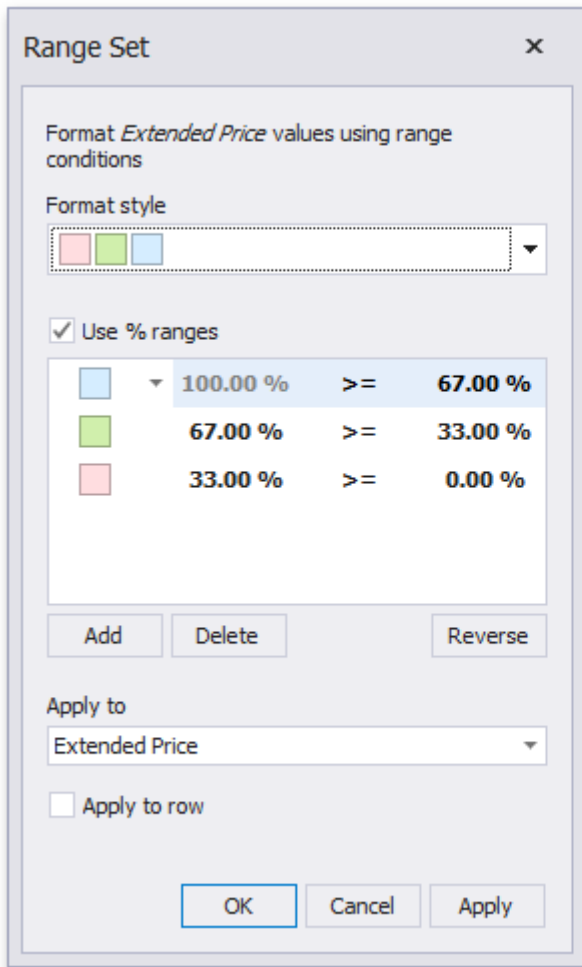 Range Set
Format Extended Price values using range
conditions
Format style
Use % ranges
100.00 % >= 67.00 %
67.00 % >= 33.00 %
33.00 % >= 0.00 %
Add Delete Reverse
Apply to
Extended Price
Apply to row
OK Cancel Apply